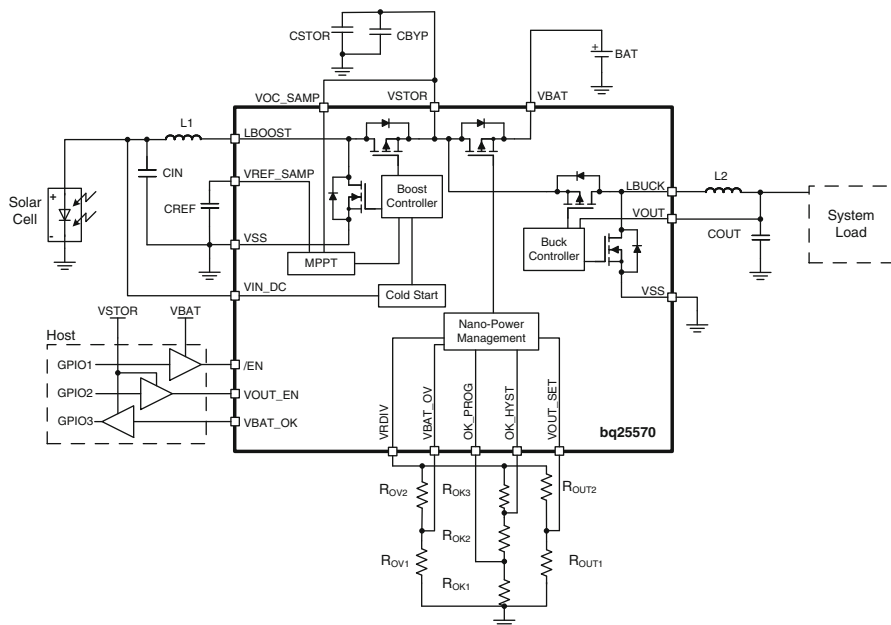 CSTOR
CBYP
BAT
+
VOC_SAMP
VSTOR
VBAT
L1
LBOOST
CIN
VREF_SAMP
CREF
Boost
Controller
L2
LBUCK
Solar
Cell
+
-
VSS
MPPT
Buck
Controller
VOUT
COUT
System
Load
VIN_DC
Cold Start
VSS
VSTOR
VBAT
Host
GPIO1
/EN
GPIO2
VOUT_EN
GPIO3
VBAT_OK
Nano-Power
Management
VRDIV
VBAT_OV
OK_PROG
OK_HYST
VOUT_SET
bq25570
ROV2
ROK3
ROUT2
ROK2
ROV1
ROUT1
ROK1